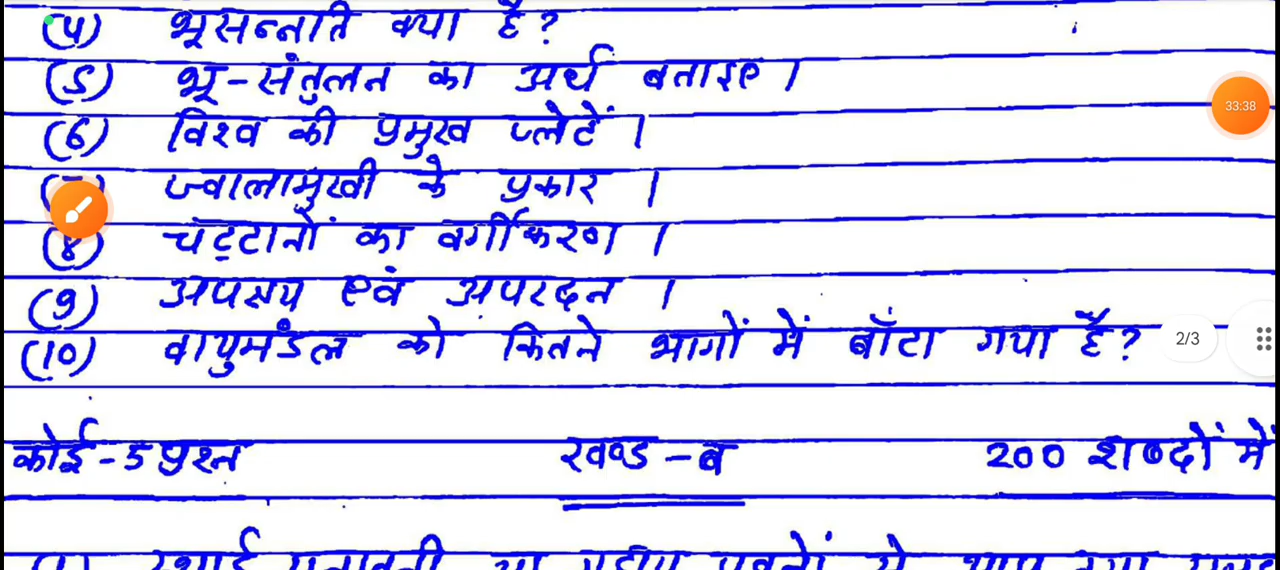 (4) भूसन्नति क्या है?
(5) भू-संतुलन का अर्थ बताइए।
33:38
(6) विश्व की प्रमुख प्लेटें।
ज्वालामुखी के प्रकार।
(8) चट्टानों का वर्गीकरण।
(9) अपक्षय एवं अपरदन।
(10) वायुमंडल को कितने भागों में बाँटा गया है?
2/3
कोई-5 प्रश्न खण्ड-ब 200 शब्दों में